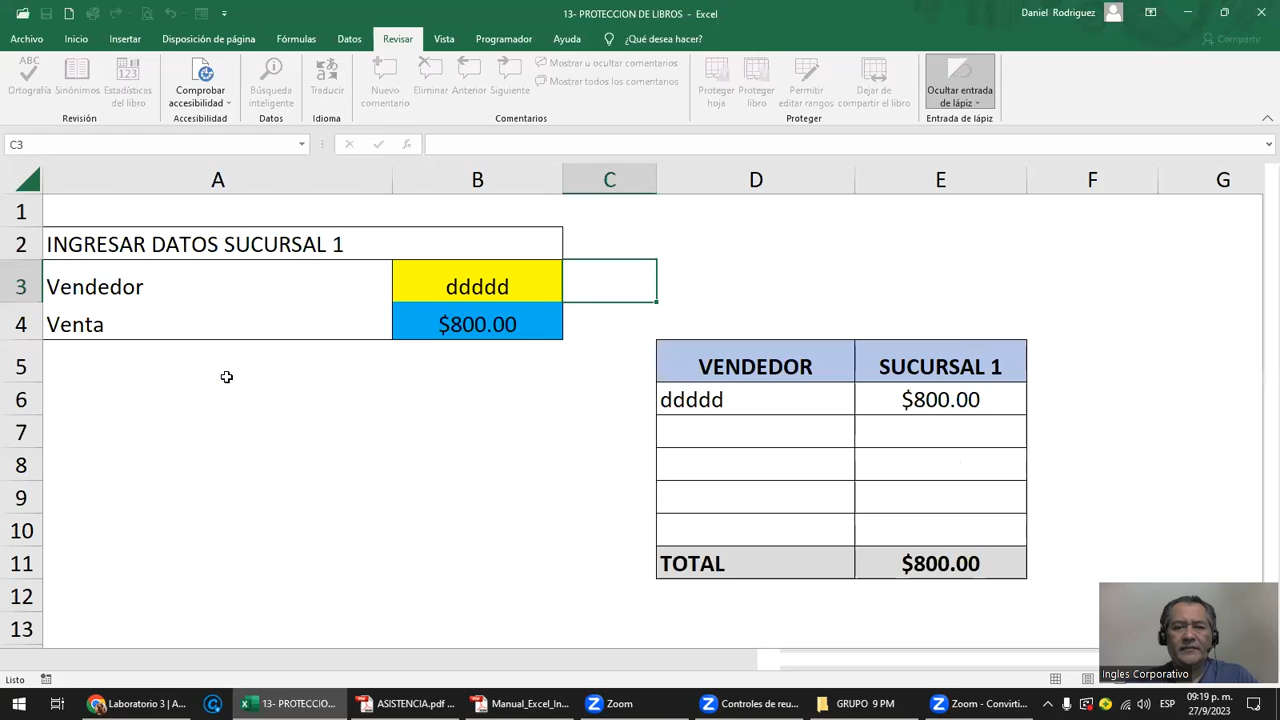 13- PROTECCION DE LIBROS - Excel
Daniel Rodriguez
Archivo Inicio Insertar Disposición de página Fórmulas Datos Revisar Vista Programador Ayuda ¿Qué desea hacer? Compartir
ABC
Ortografía
Sinónimos
123
Estadísticas
del libro
Revisión
Comprobar
accesibilidad
Accesibilidad
Búsqueda
inteligente
Datos
Traducir
Idioma
Nuevo
comentario
Eliminar
Anterior
Siguiente
Mostrar u ocultar comentarios
Mostrar todos los comentarios
Comentarios
Proteger
hoja
Proteger
libro
Permitir
editar rangos
Dejar de
compartir el libro
Proteger
Ocultar entrada
de lápiz
Entrada de lápiz
C3
fx
A B C D E F G
1
2 INGRESAR DATOS SUCURSAL 1
3 Vendedor ddddd
4 Venta $800.00
5 VENDEDOR SUCURSAL 1
6 ddddd $800.00
7
8
9
10
11 TOTAL $800.00
12
13
Ingles Corporativo
Listo
Laboratorio 3 | A...
13- PROTECCIO...
ASISTENCIA.pdf ...
Manual_Excel_In...
Zoom
Controles de reu...
GRUPO 9 PM
Zoom - Converti...
ESP
09:19 p. m.
27/9/2023